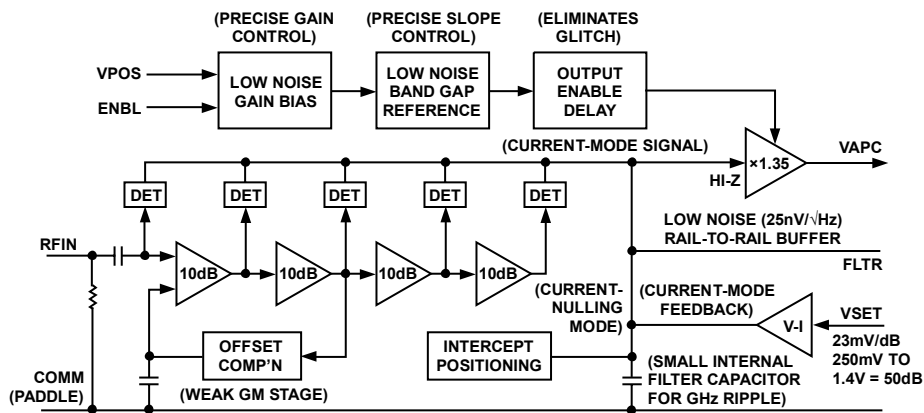 (PRECISE GAIN
CONTROL)
(PRECISE SLOPE
CONTROL)
(ELIMINATES
GLITCH)
VPOS
ENBL
LOW NOISE
GAIN BIAS
LOW NOISE
BAND GAP
REFERENCE
OUTPUT
ENABLE
DELAY
(CURRENT-MODE SIGNAL)
×1.35
HI-Z
VAPC
DET
DET
DET
DET
DET
LOW NOISE (25nV/√Hz)
RAIL-TO-RAIL BUFFER
FLTR
RFIN
10dB
10dB
10dB
10dB
(CURRENT-
NULLING
MODE)
(CURRENT-MODE
FEEDBACK)
V-I
VSET
23mV/dB
250mV TO
1.4V = 50dB
OFFSET
COMP'N
INTERCEPT
POSITIONING
(WEAK GM STAGE)
(SMALL INTERNAL
FILTER CAPACITOR
FOR GHz RIPPLE)
COMM
(PADDLE)